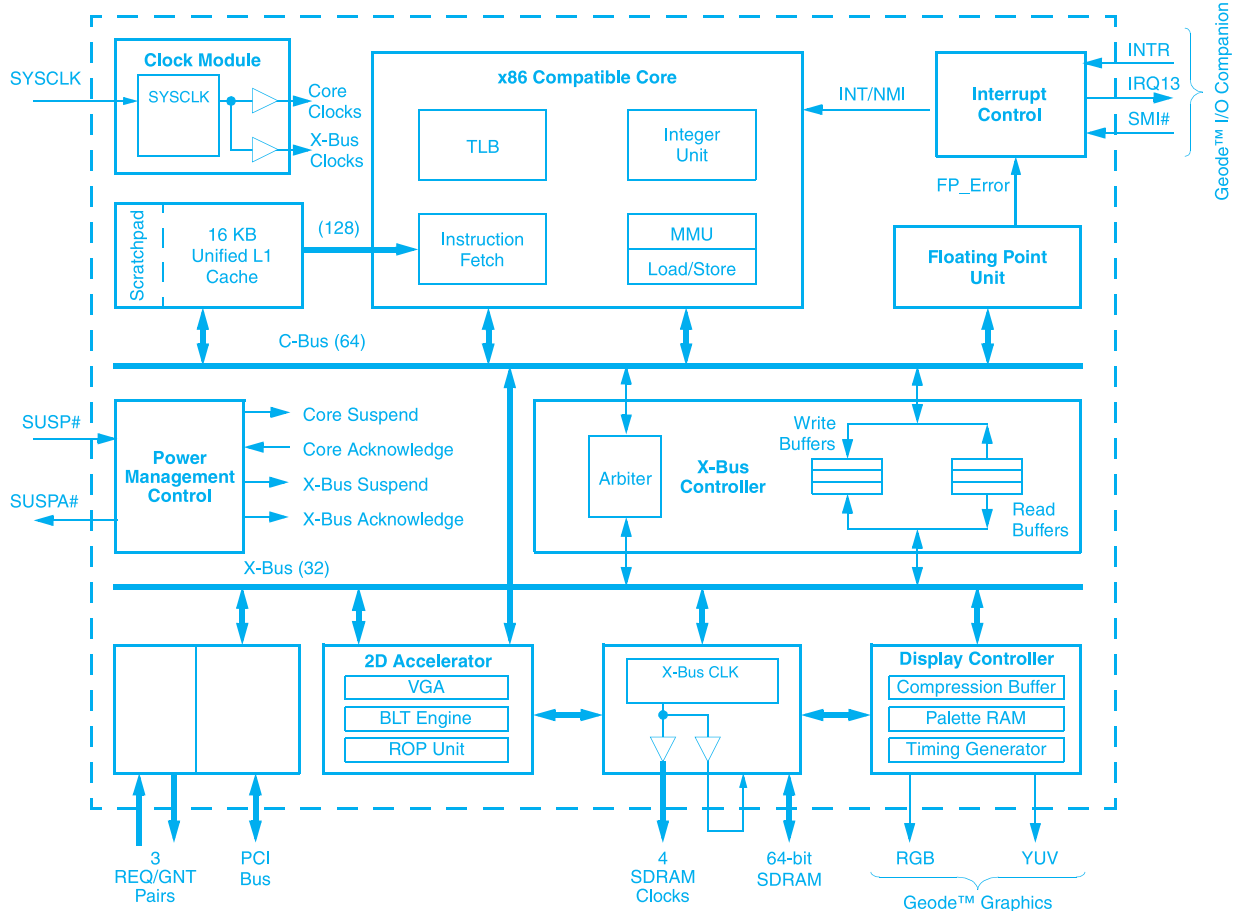 Clock Module
SYSCLK
SYSCLK
Core
Clocks
X-Bus
Clocks
x86 Compatible Core
TLB
Integer
Unit
Instruction
Fetch
MMU
Load/Store
INT/NMI
Interrupt
Control
INTR
IRQ13
SMI#
Geode™ I/O Companion
FP_Error
Floating Point
Unit
Scratchpad
16 KB
Unified L1
Cache
(128)
C-Bus (64)
SUSP#
SUSPA#
Power
Management
Control
Core Suspend
Core Acknowledge
X-Bus Suspend
X-Bus Acknowledge
Arbiter
X-Bus
Controller
Write
Buffers
Read
Buffers
X-Bus (32)
2D Accelerator
VGA
BLT Engine
ROP Unit
X-Bus CLK
Display Controller
Compression Buffer
Palette RAM
Timing Generator
3
REQ/GNT
Pairs
PCI
Bus
4
SDRAM
Clocks
64-bit
SDRAM
RGB
YUV
Geode™ Graphics